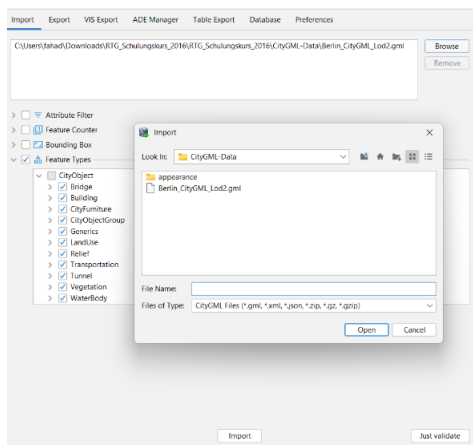 Import Export VIS Export ADE Manager Table Export Database Preferences
C:\Users\fahad\Downloads\RTG_Schulungskurs_2016\RTG_Schulungskurs_2016\CityGML-Data\Berlin_CityGML_Lod2.gml
Browse
Remove
Attribute Filter
Feature Counter
Bounding Box
Feature Types
CityObject
Bridge
Building
CityFurniture
CityObjectGroup
Generics
LandUse
Relief
Transportation
Tunnel
Vegetation
WaterBody
Import
Look In: CityGML-Data
appearance
Berlin_CityGML_Lod2.gml
File Name:
Files of Type: CityGML Files (*.gml, *.xml, *.json, *.zip, *.gz, *.gzip)
Open Cancel
Import Just validate